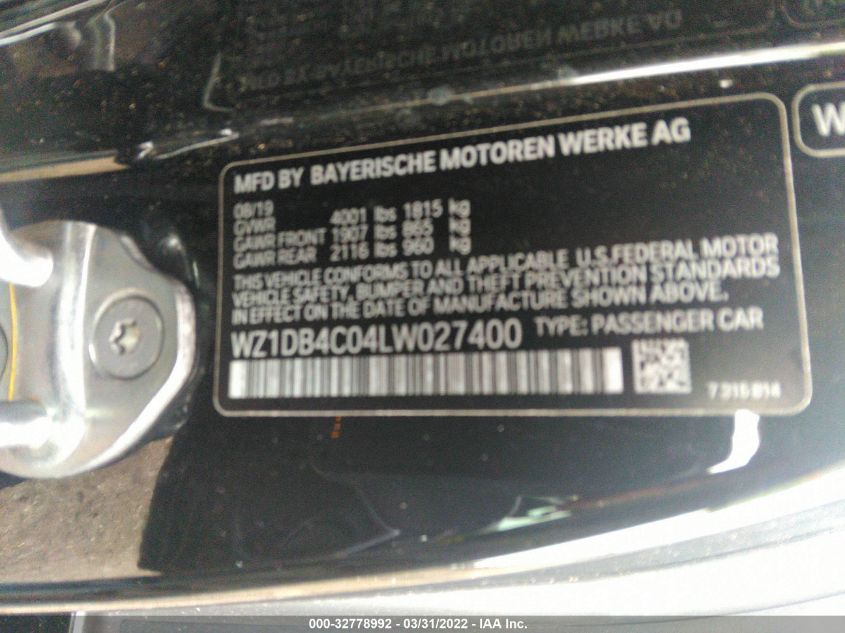 MFD BY BAYERISCHE MOTOREN WERKE AG
W
08/19
GVWR 4001 lbs 1815 kg
GAWR FRONT 1907 lbs 865 kg
GAWR REAR 2116 lbs 960 kg
THIS VEHICLE CONFORMS TO ALL APPLICABLE U.S.FEDERAL MOTOR
VEHICLE SAFETY, BUMPER AND THEFT PREVENTION STANDARDS
IN EFFECT ON THE DATE OF MANUFACTURE SHOWN ABOVE.
WZ1DB4C04LW027400 TYPE: PASSENGER CAR
7315814
000-32778992 - 03/31/2022 - IAA Inc.